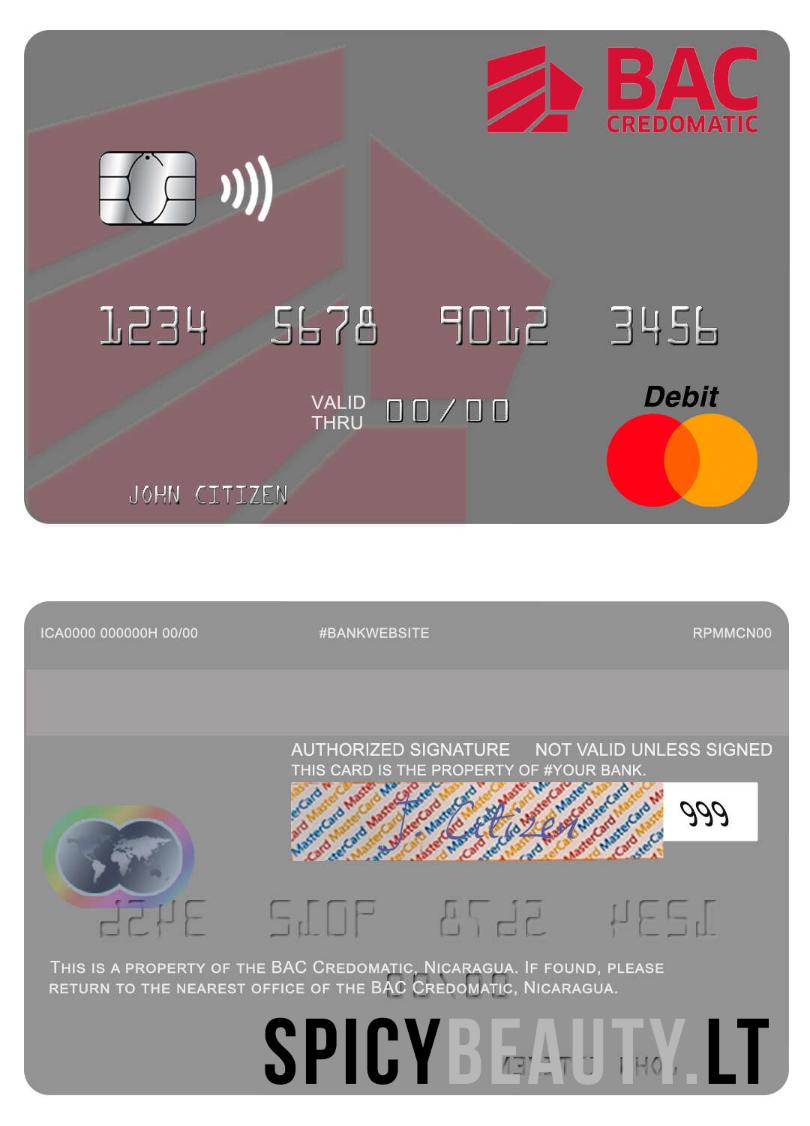 BAC
CREDOMATIC
1234 5678 9012 3456
Debit
VALID THRU 00/00
JOHN CITIZEN
ICA0000 000000H 00/00 #BANKWEBSITE RPMMCN00
AUTHORIZED SIGNATURE NOT VALID UNLESS SIGNED
THIS CARD IS THE PROPERTY OF #YOUR BANK.
MasterCard MasterCard MasterCard
J Citizen
999
THIS IS A PROPERTY OF THE BAC CREDOMATIC, NICARAGUA. IF FOUND, PLEASE
RETURN TO THE NEAREST OFFICE OF THE BAC CREDOMATIC, NICARAGUA.
SPICYBEAUTY.LT